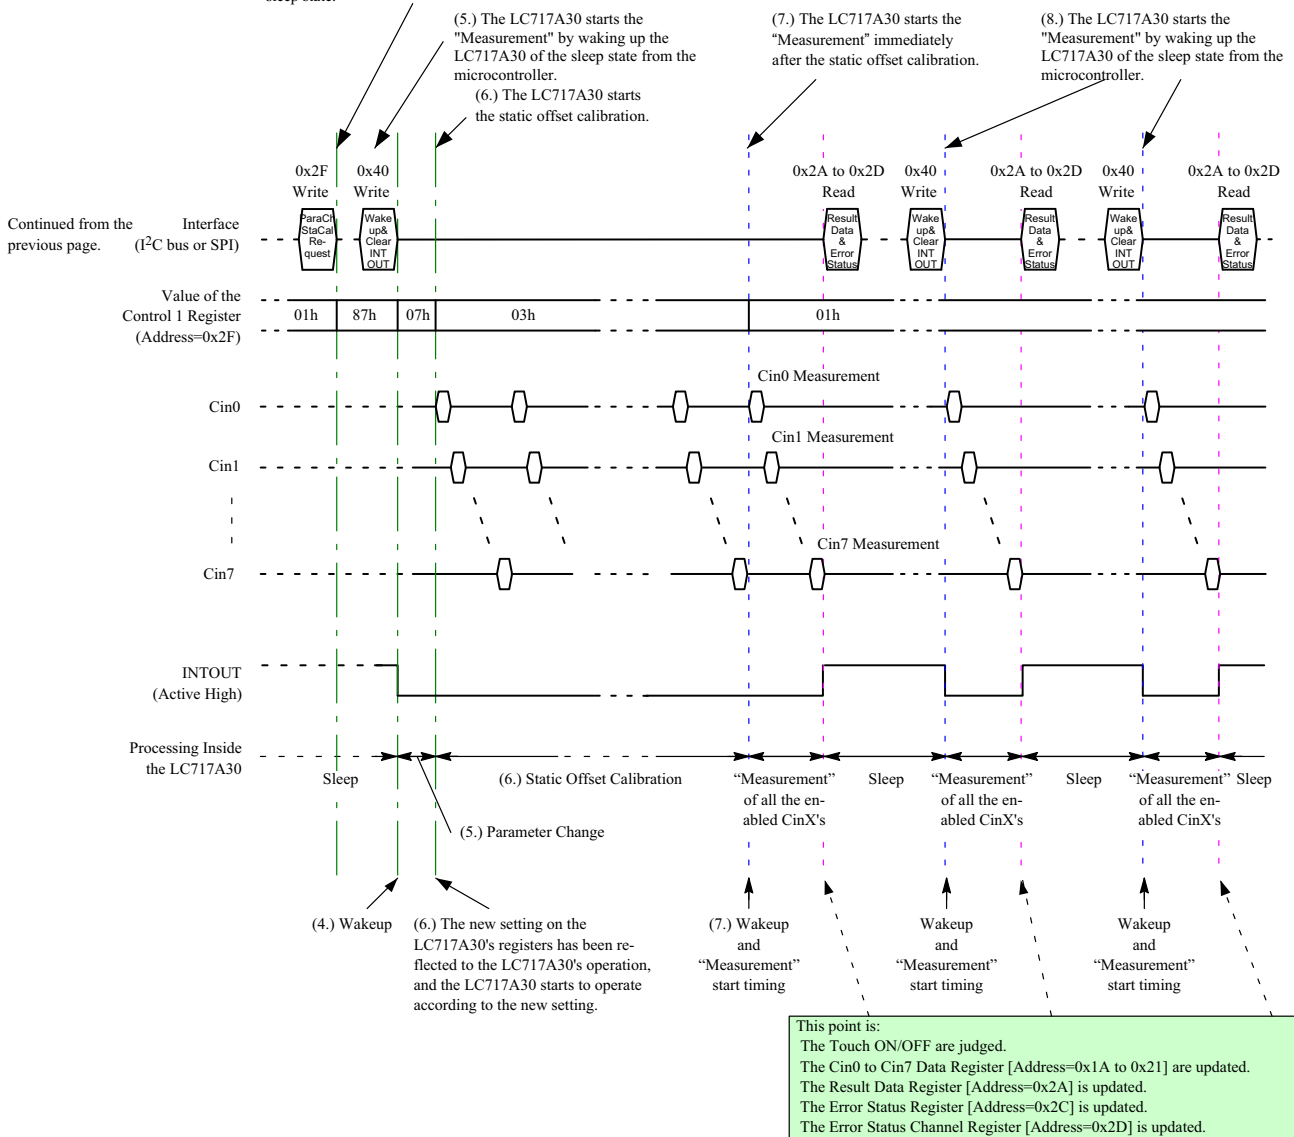 sleep state.
(5.) The LC717A30 starts the
"Measurement" by waking up the
LC717A30 of the sleep state from the
microcontroller.
(6.) The LC717A30 starts
the static offset calibration.
(7.) The LC717A30 starts the
“Measurement” immediately
after the static offset calibration.
(8.) The LC717A30 starts the
"Measurement" by waking up the
LC717A30 of the sleep state from the
microcontroller.
0x2F
Write
0x40
Write
0x2A to 0x2D
Read
0x40
Write
0x2A to 0x2D
Read
0x40
Write
0x2A to 0x2D
Read
Continued from the
previous page.
Interface
(I2C bus or SPI)
ParaCh
StaCal
Re-
quest
Wake
up&
Clear
INT
OUT
Result
Data
&
Error
Status
Wake
up&
Clear
INT
OUT
Result
Data
&
Error
Status
Wake
up&
Clear
INT
OUT
Result
Data
&
Error
Status
Value of the
Control 1 Register
(Address=0x2F)
01h 87h 07h 03h 01h
Cin0 Measurement
Cin0
Cin1 Measurement
Cin1
Cin7 Measurement
Cin7
INTOUT
(Active High)
Processing Inside
the LC717A30
Sleep
(6.) Static Offset Calibration
“Measurement”
of all the en-
abled CinX's
Sleep
“Measurement”
of all the en-
abled CinX's
Sleep
“Measurement”
of all the en-
abled CinX's
Sleep
(5.) Parameter Change
(4.) Wakeup
(6.) The new setting on the
LC717A30's registers has been re-
flected to the LC717A30's operation,
and the LC717A30 starts to operate
according to the new setting.
(7.) Wakeup
and
“Measurement”
start timing
Wakeup
and
“Measurement”
start timing
Wakeup
and
“Measurement”
start timing
This point is:
The Touch ON/OFF are judged.
The Cin0 to Cin7 Data Register [Address=0x1A to 0x21] are updated.
The Result Data Register [Address=0x2A] is updated.
The Error Status Register [Address=0x2C] is updated.
The Error Status Channel Register [Address=0x2D] is updated.